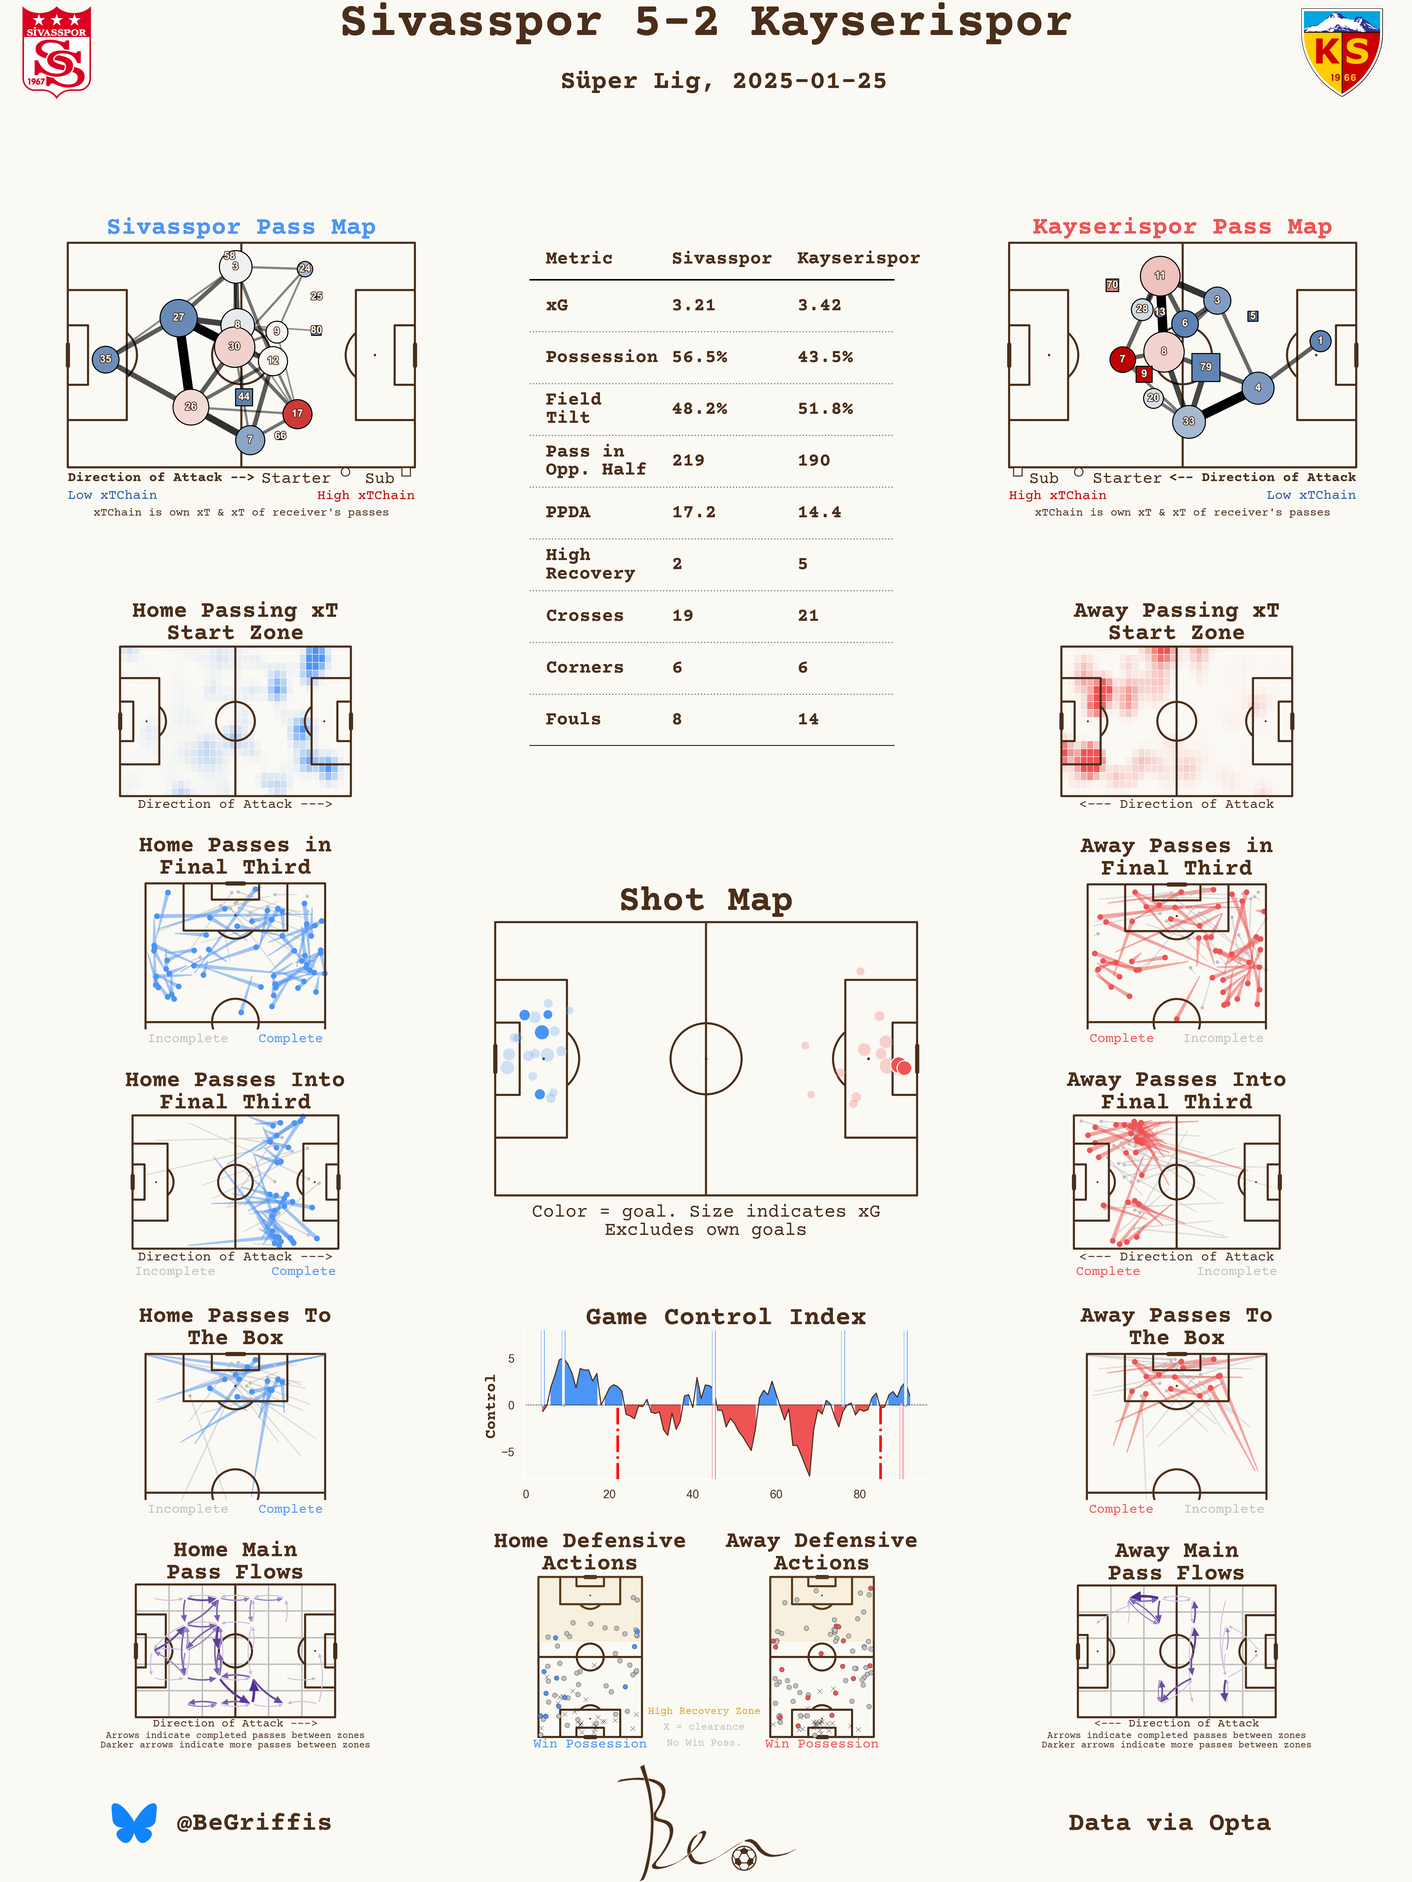 Sivasspor 5-2 Kayserispor
Süper Lig, 2025-01-25
SİVASSPOR
1967
KS
1966
Sivasspor Pass Map
58
3
24
25
27
8
9
80
30
35
12
44
26
17
66
7
Direction of Attack --> Starter Sub
Low xTChain High xTChain
xTChain is own xT & xT of receiver's passes
Metric Sivasspor Kayserispor
xG 3.21 3.42
Possession 56.5% 43.5%
Field
Tilt 48.2% 51.8%
Pass in
Opp. Half 219 190
PPDA 17.2 14.4
High
Recovery 2 5
Crosses 19 21
Corners 6 6
Fouls 8 14
Kayserispor Pass Map
11
70
3
28
13
6
5
1
8
7
79
9
4
20
33
Sub Starter <-- Direction of Attack
High xTChain Low xTChain
xTChain is own xT & xT of receiver's passes
Home Passing xT
Start Zone
Direction of Attack --->
Away Passing xT
Start Zone
<--- Direction of Attack
Home Passes in
Final Third
Incomplete Complete
Shot Map
Color = goal. Size indicates xG
Excludes own goals
Away Passes in
Final Third
Complete Incomplete
Home Passes Into
Final Third
Direction of Attack --->
Incomplete Complete
Away Passes Into
Final Third
<--- Direction of Attack
Complete Incomplete
Home Passes To
The Box
Incomplete Complete
Game Control Index
Control
5
0
−5
0 20 40 60 80
Away Passes To
The Box
Complete Incomplete
Home Main
Pass Flows
Direction of Attack --->
Arrows indicate completed passes between zones
Darker arrows indicate more passes between zones
Home Defensive
Actions
Win Possession
Away Defensive
Actions
Win Possession
High Recovery Zone
X = clearance
No Win Poss.
Away Main
Pass Flows
<--- Direction of Attack
Arrows indicate completed passes between zones
Darker arrows indicate more passes between zones
@BeGriffis
Ben
Data via Opta